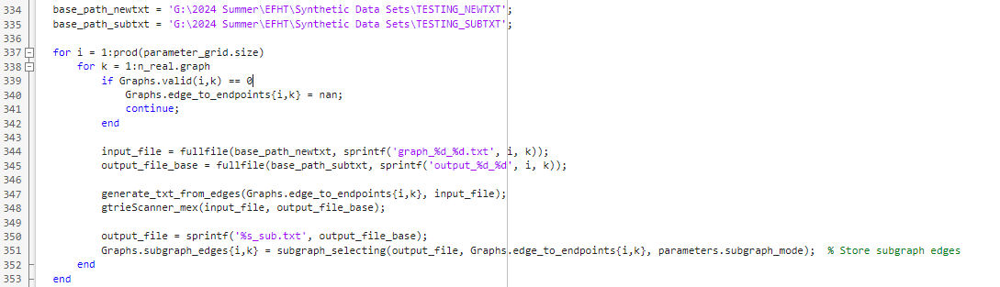 334 base_path_newtxt = 'G:\2024 Summer\EFHT\Synthetic Data Sets\TESTING_NEWTXT';
335 base_path_subtxt = 'G:\2024 Summer\EFHT\Synthetic Data Sets\TESTING_SUBTXT';
336
337 for i = 1:prod(parameter_grid.size)
338 for k = 1:n_real.graph
339 if Graphs.valid(i,k) == 0
340 Graphs.edge_to_endpoints{i,k} = nan;
341 continue;
342 end
343
344 input_file = fullfile(base_path_newtxt, sprintf('graph_%d_%d.txt', i, k));
345 output_file_base = fullfile(base_path_subtxt, sprintf('output_%d_%d', i, k));
346
347 generate_txt_from_edges(Graphs.edge_to_endpoints{i,k}, input_file);
348 gtrieScanner_mex(input_file, output_file_base);
349
350 output_file = sprintf('%s_sub.txt', output_file_base);
351 Graphs.subgraph_edges{i,k} = subgraph_selecting(output_file, Graphs.edge_to_endpoints{i,k}, parameters.subgraph_mode); % Store subgraph edges
352 end
353 end